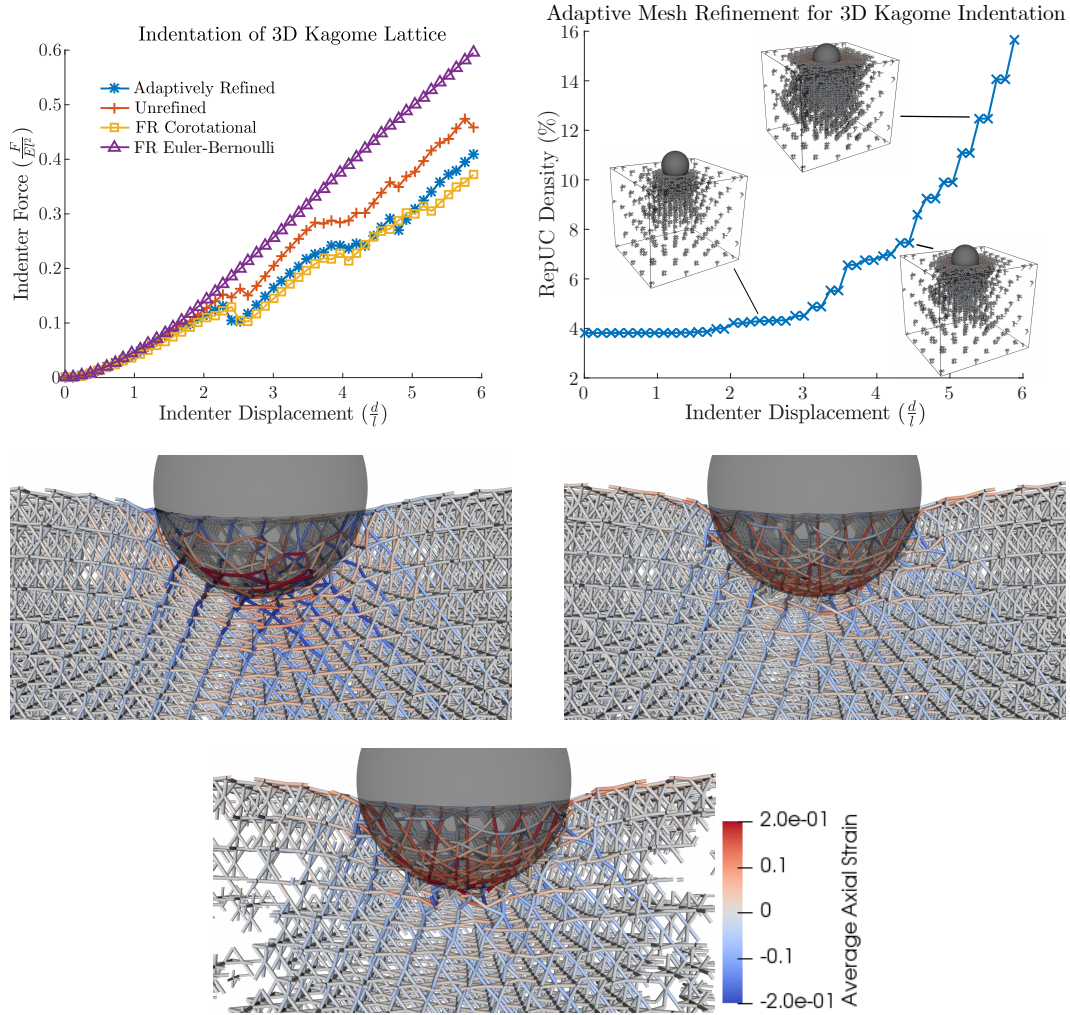 Indentation of 3D Kagome Lattice
0.6
0.5
0.4
0.3
0.2
0.1
0
Indenter Force (F/El²)
Adaptively Refined
Unrefined
FR Corotational
FR Euler-Bernoulli
0 1 2 3 4 5 6
Indenter Displacement (d/l)
Adaptive Mesh Refinement for 3D Kagome Indentation
16
14
12
10
8
6
4
2
RepUC Density (%)
0 1 2 3 4 5 6
Indenter Displacement (d/l)
2.0e-01
0.1
0
-0.1
-2.0e-01
Average Axial Strain